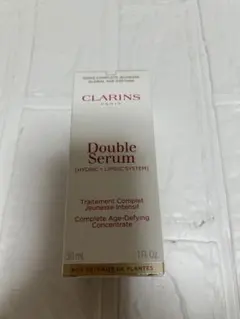 CLARINS
PARIS
Double
Serum
[HYDRIC + LIPIDIC SYSTEM]
Traitement Complet
Jeunesse Intensif
Complete Age-Defying
Concentrate
1 Fl.Oz.